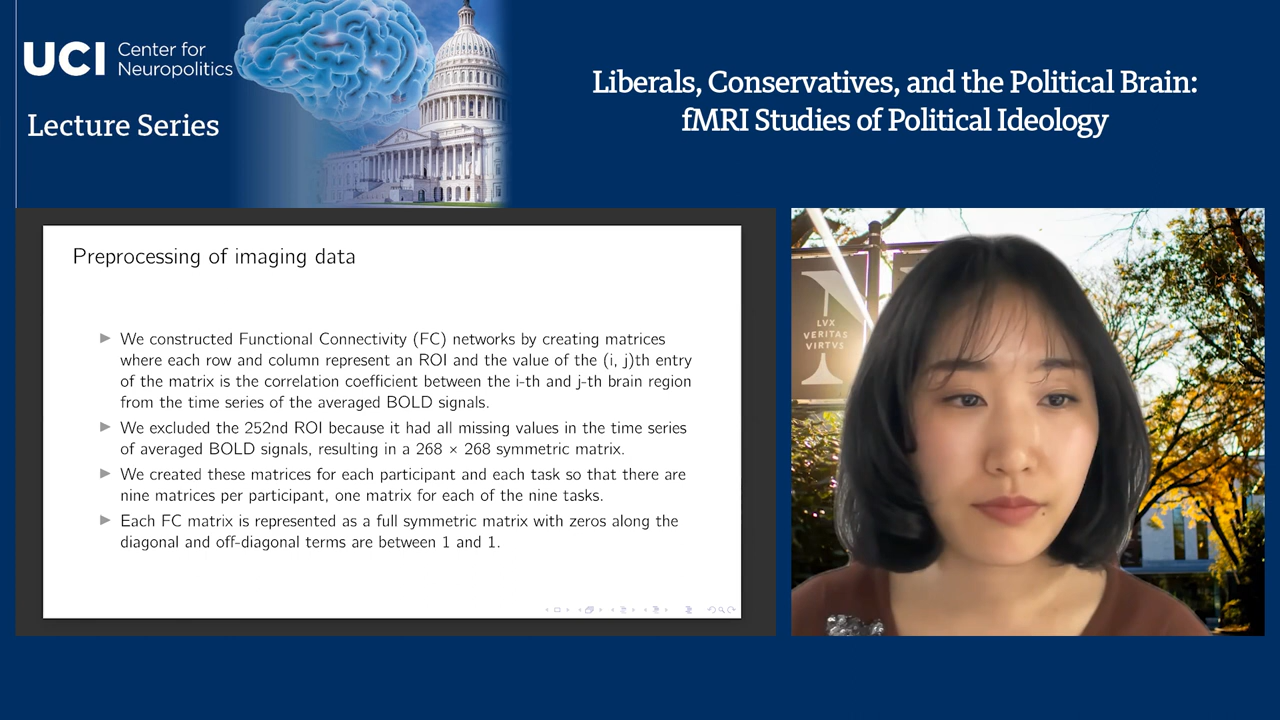 UCI Center for
Neuropolitics
Lecture Series
Liberals, Conservatives, and the Political Brain:
fMRI Studies of Political Ideology
Preprocessing of imaging data
We constructed Functional Connectivity (FC) networks by creating matrices
where each row and column represent an ROI and the value of the (i, j)th entry
of the matrix is the correlation coefficient between the i-th and j-th brain region
from the time series of the averaged BOLD signals.
We excluded the 252nd ROI because it had all missing values in the time series
of averaged BOLD signals, resulting in a 268 × 268 symmetric matrix.
We created these matrices for each participant and each task so that there are
nine matrices per participant, one matrix for each of the nine tasks.
Each FC matrix is represented as a full symmetric matrix with zeros along the
diagonal and off-diagonal terms are between 1 and 1.
LVX
VERITAS
VIRTVS